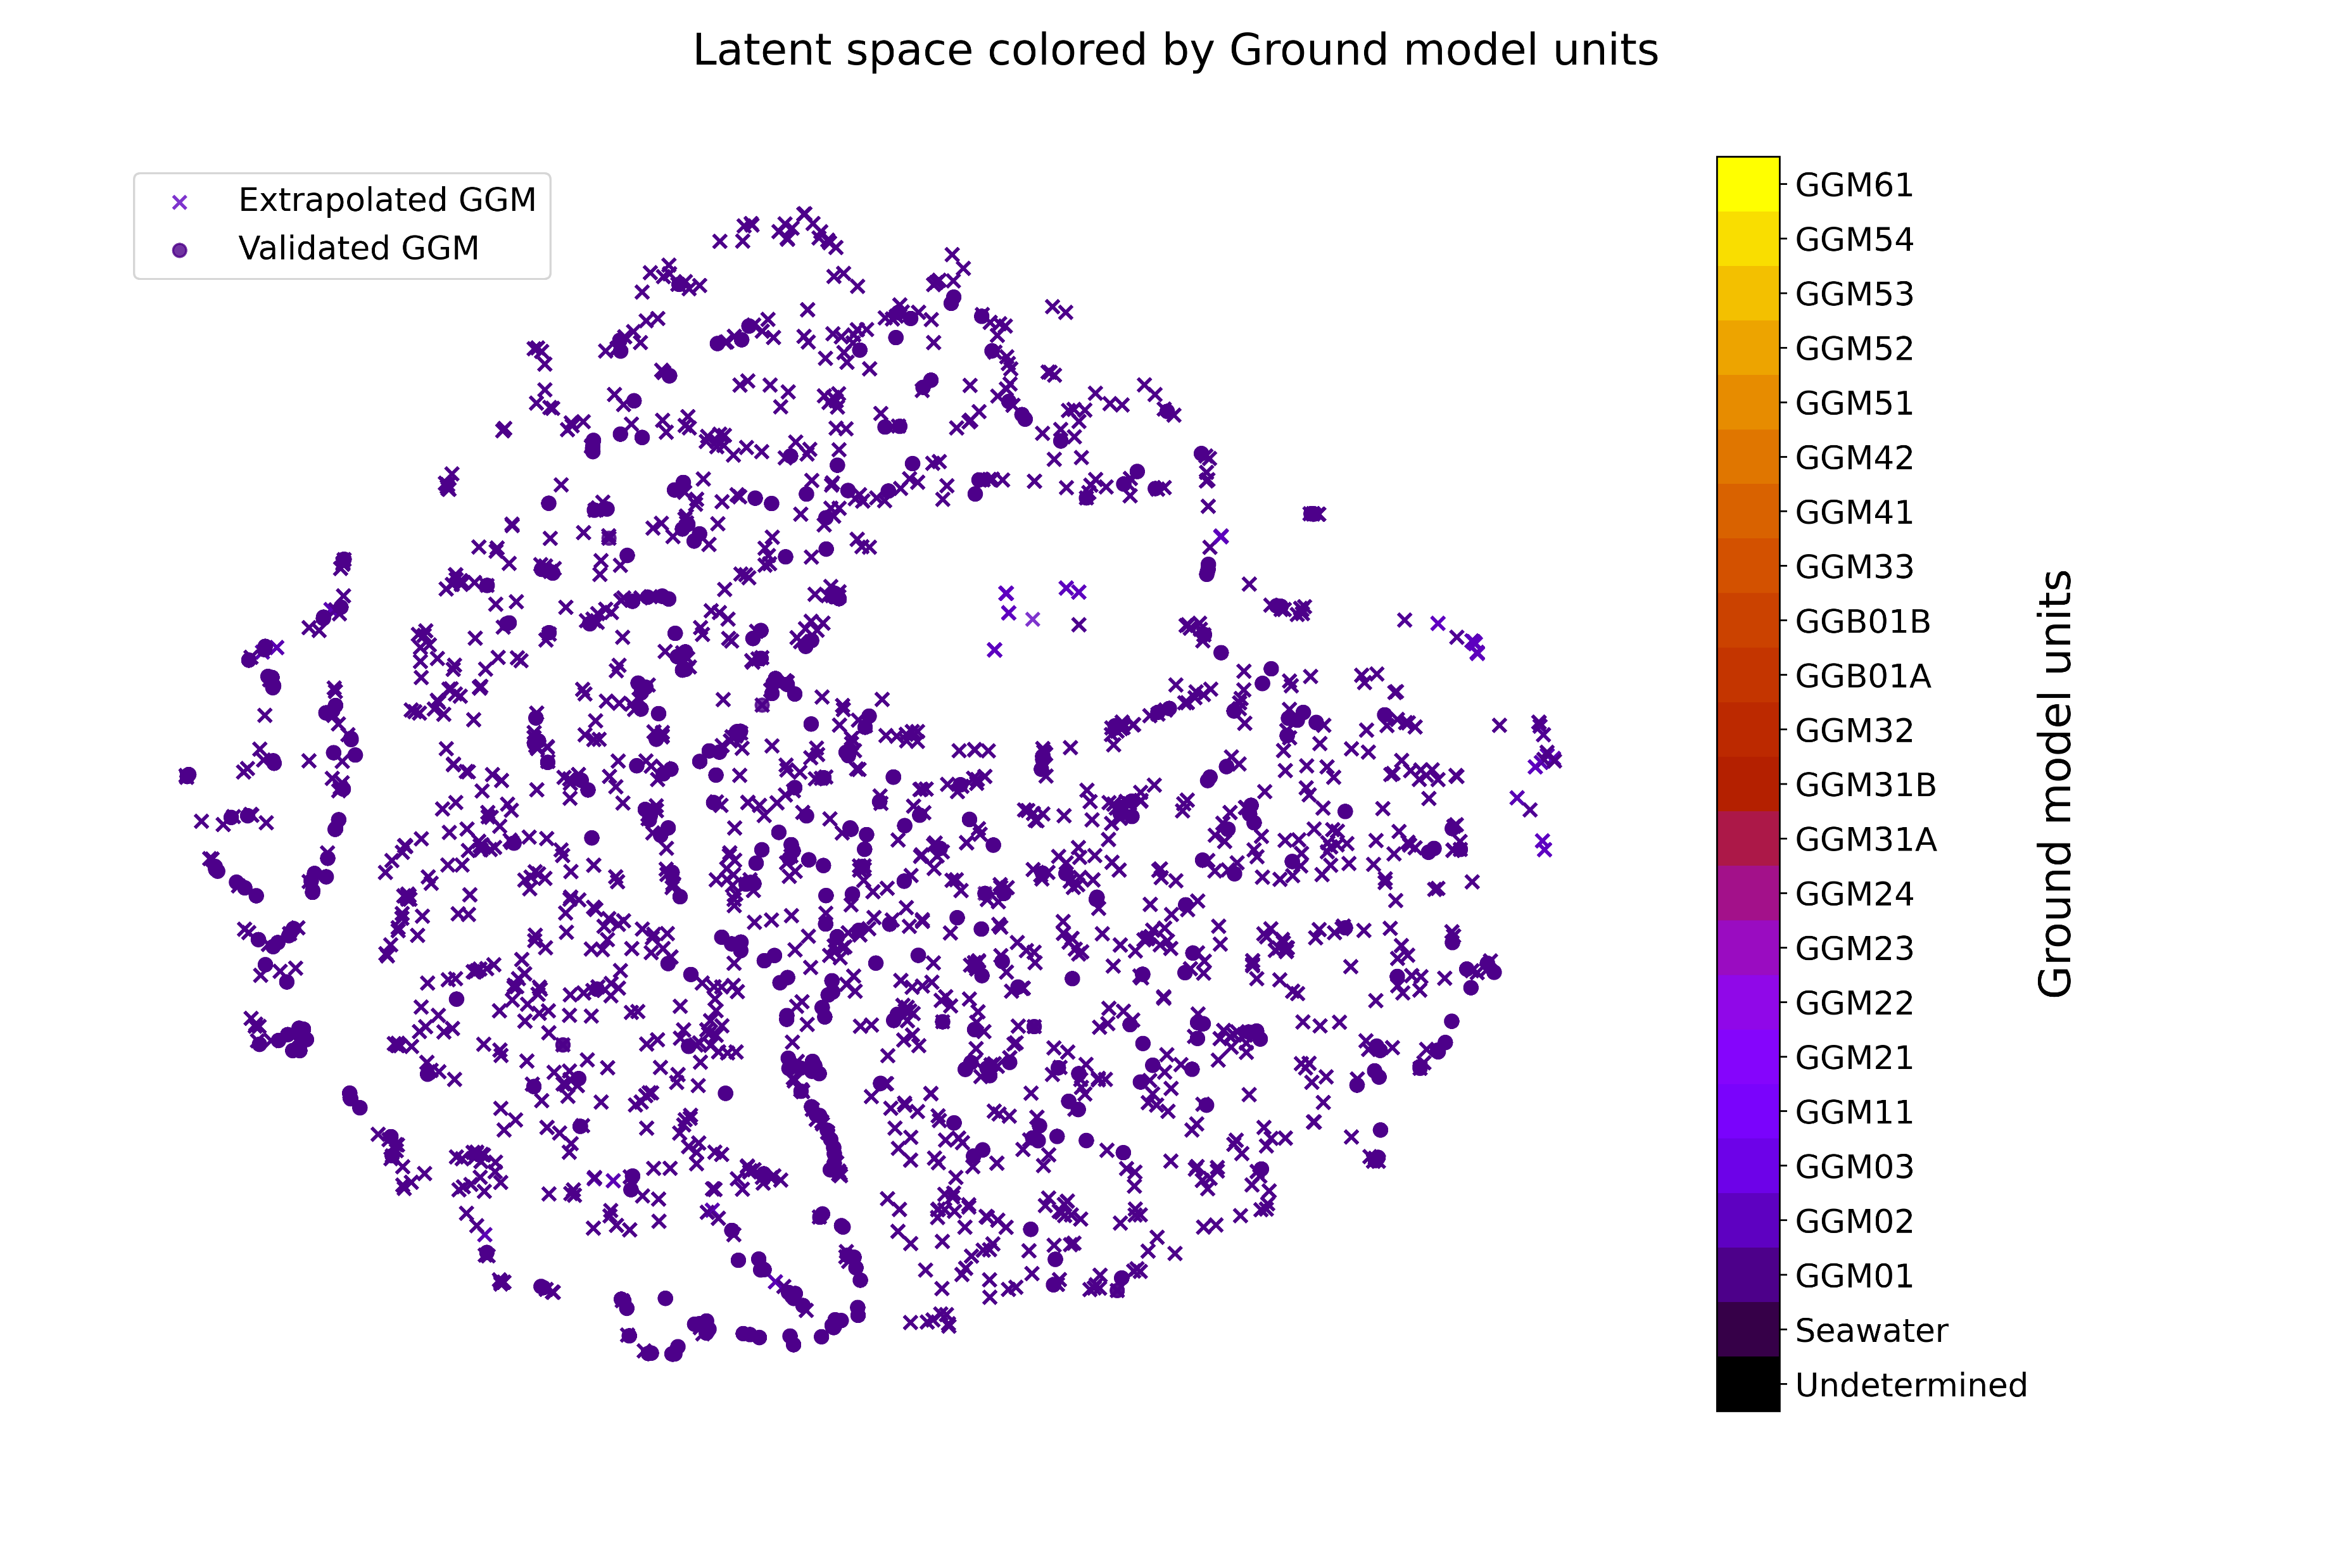 Latent space colored by Ground model units
Extrapolated GGM
Validated GGM
GGM61
GGM54
GGM53
GGM52
GGM51
GGM42
GGM41
GGM33
GGB01B
GGB01A
GGM32
GGM31B
GGM31A
GGM24
GGM23
GGM22
GGM21
GGM11
GGM03
GGM02
GGM01
Seawater
Undetermined
Ground model units